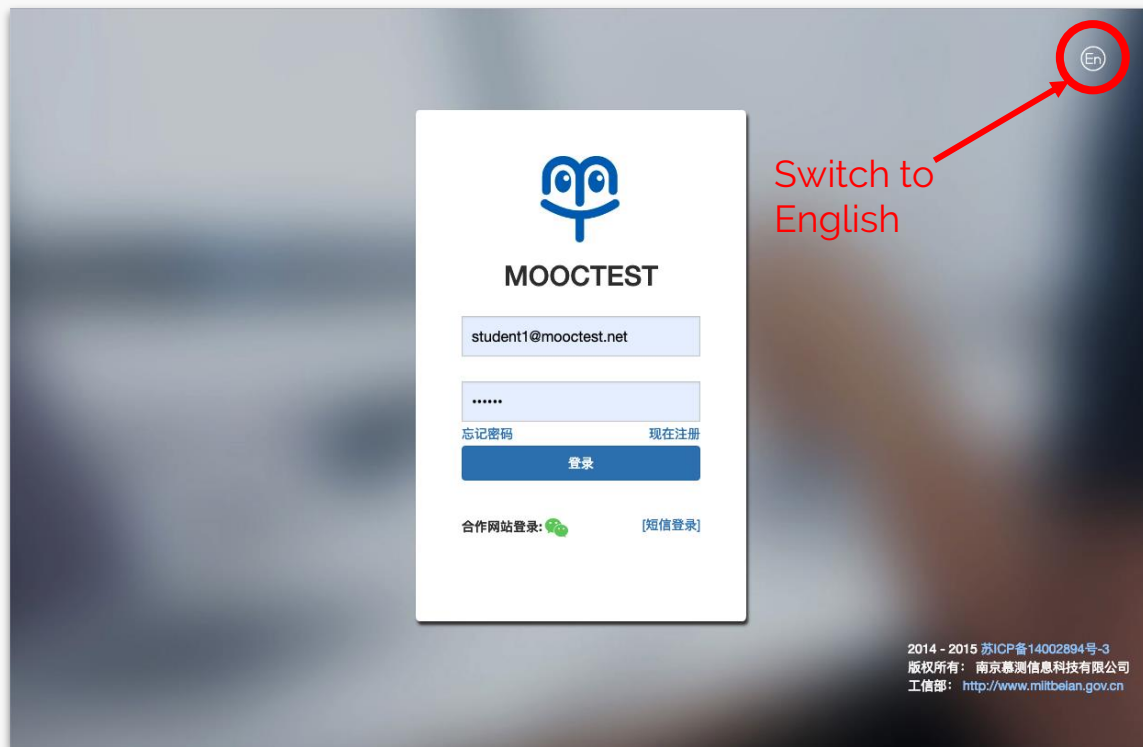 En
Switch to
English
MOOCTEST
student1@mooctest.net
••••••
忘记密码 现在注册
登录
合作网站登录: [短信登录]
2014 - 2015 苏ICP备14002894号-3
版权所有： 南京慕测信息科技有限公司
工信部： http://www.miitbeian.gov.cn